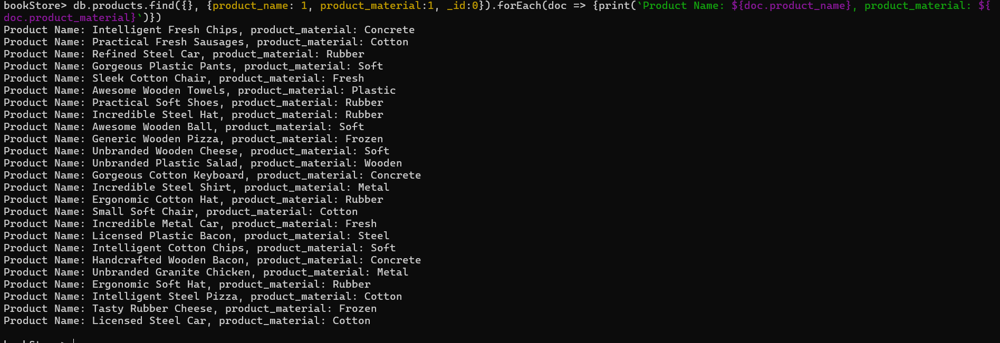 bookStore> db.products.find({}, {product_name: 1, product_material:1, _id:0}).forEach(doc => {print(`Product Name: ${doc.product_name}, product_material: ${
doc.product_material}`)})
Product Name: Intelligent Fresh Chips, product_material: Concrete
Product Name: Practical Fresh Sausages, product_material: Cotton
Product Name: Refined Steel Car, product_material: Rubber
Product Name: Gorgeous Plastic Pants, product_material: Soft
Product Name: Sleek Cotton Chair, product_material: Fresh
Product Name: Awesome Wooden Towels, product_material: Plastic
Product Name: Practical Soft Shoes, product_material: Rubber
Product Name: Incredible Steel Hat, product_material: Rubber
Product Name: Awesome Wooden Ball, product_material: Soft
Product Name: Generic Wooden Pizza, product_material: Frozen
Product Name: Unbranded Wooden Cheese, product_material: Soft
Product Name: Unbranded Plastic Salad, product_material: Wooden
Product Name: Gorgeous Cotton Keyboard, product_material: Concrete
Product Name: Incredible Steel Shirt, product_material: Metal
Product Name: Ergonomic Cotton Hat, product_material: Rubber
Product Name: Small Soft Chair, product_material: Cotton
Product Name: Incredible Metal Car, product_material: Fresh
Product Name: Licensed Plastic Bacon, product_material: Steel
Product Name: Intelligent Cotton Chips, product_material: Soft
Product Name: Handcrafted Wooden Bacon, product_material: Concrete
Product Name: Unbranded Granite Chicken, product_material: Metal
Product Name: Ergonomic Soft Hat, product_material: Rubber
Product Name: Intelligent Steel Pizza, product_material: Cotton
Product Name: Tasty Rubber Cheese, product_material: Frozen
Product Name: Licensed Steel Car, product_material: Cotton
bookStore>